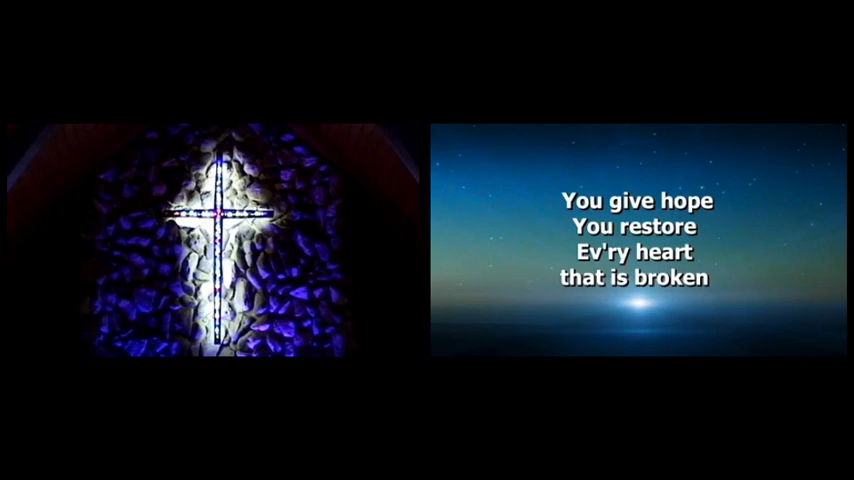 You give hope
You restore
Ev'ry heart
that is broken